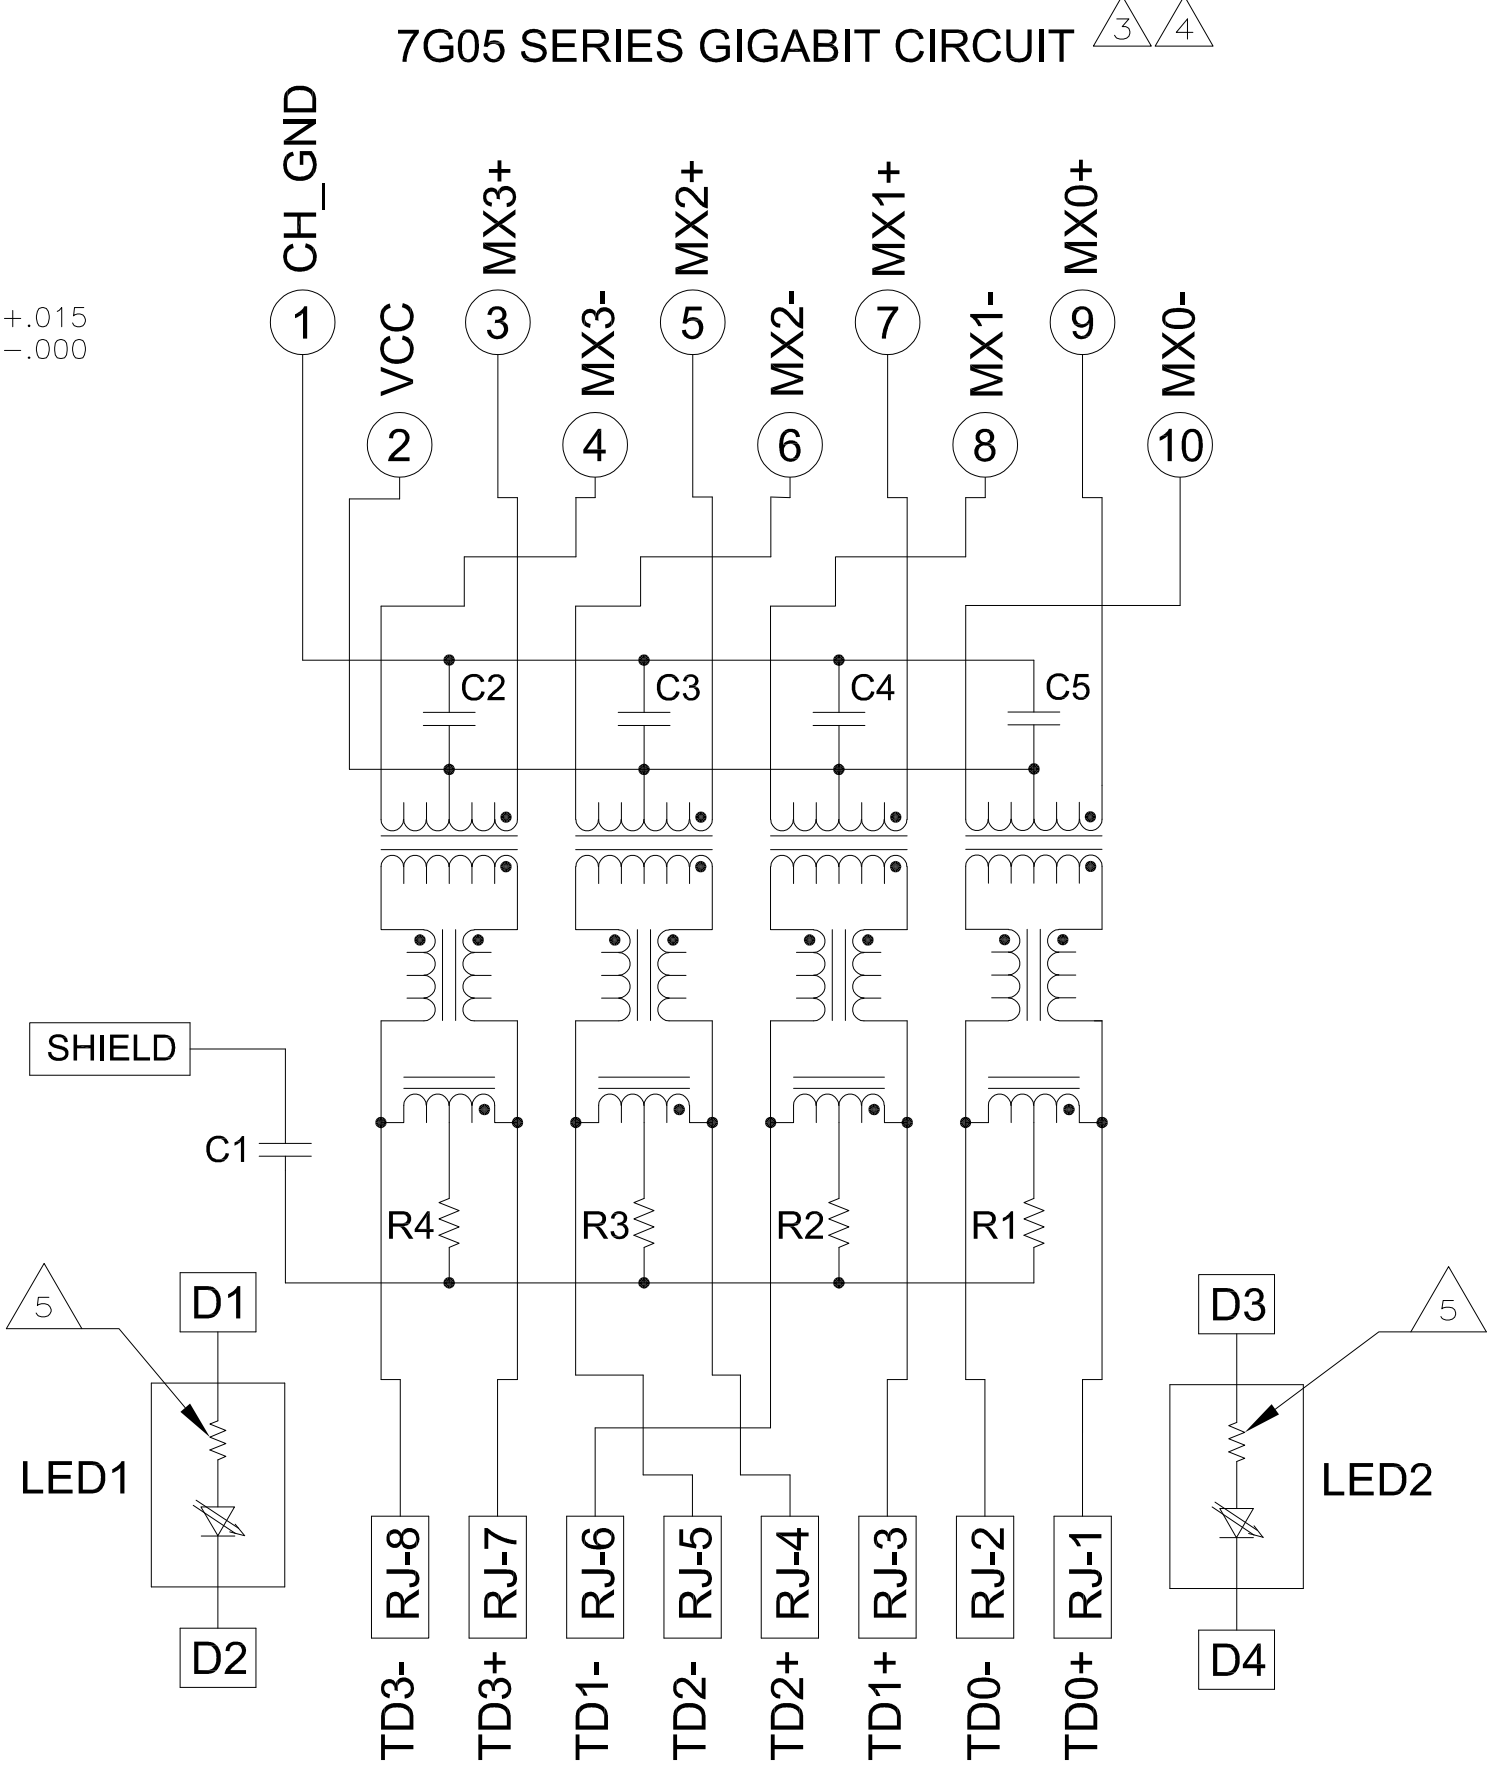 7G05 SERIES GIGABIT CIRCUIT
3
4
CH_GND
MX3+
MX2+
MX1+
MX0+
+.015
-.000
1
VCC
3
MX3-
5
MX2-
7
MX1-
9
MX0-
2
4
6
8
10
C2
C3
C4
C5
SHIELD
C1
R4
R3
R2
R1
5
D1
D3
5
LED1
LED2
RJ-8
RJ-7
RJ-6
RJ-5
RJ-4
RJ-3
RJ-2
RJ-1
D2
D4
TD3-
TD3+
TD1-
TD2-
TD2+
TD1+
TD0-
TD0+